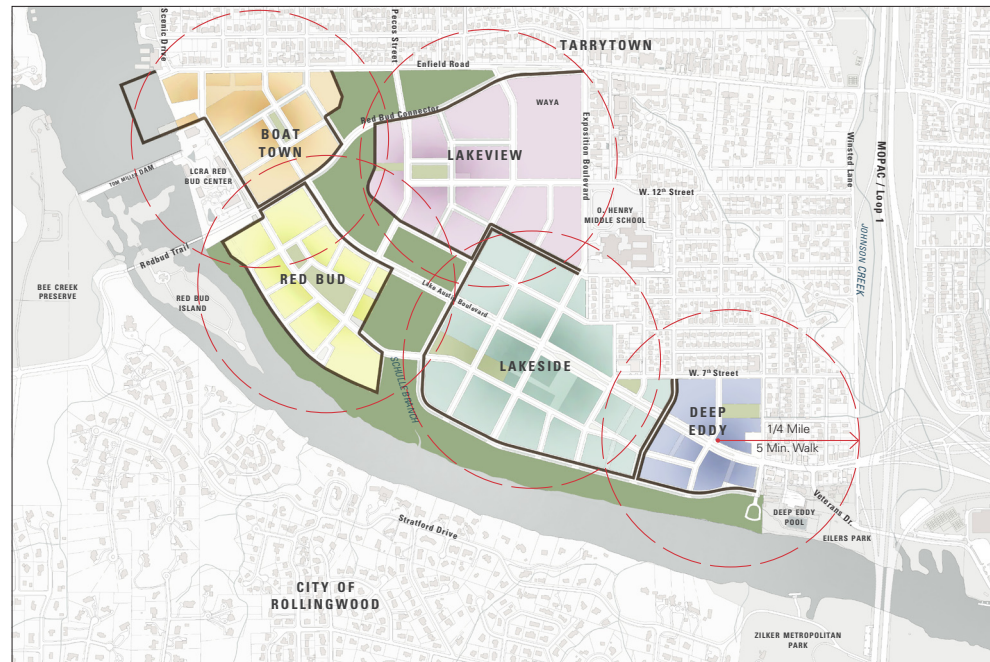 Scenic Drive
Pecos Street
TARRYTOWN
Enfield Road
WAYA
Red Bud Connector
BOAT
TOWN
LAKEVIEW
Exposition Boulevard
Winsted Lane
MOPAC / Loop 1
LCRA RED
BUD CENTER
TOM MILLER DAM
W. 12th Street
O. HENRY
MIDDLE SCHOOL
JOHNSON CREEK
Redbud Trail
RED BUD
BEE CREEK
PRESERVE
RED BUD
ISLAND
Lake Austin Boulevard
LAKESIDE
SCHULLE BRANCH
W. 7th Street
DEEP
EDDY
1/4 Mile
5 Min. Walk
Veterans Dr.
DEEP EDDY
POOL
EILERS PARK
Stratford Drive
CITY OF
ROLLINGWOOD
ZILKER METROPOLITAN
PARK